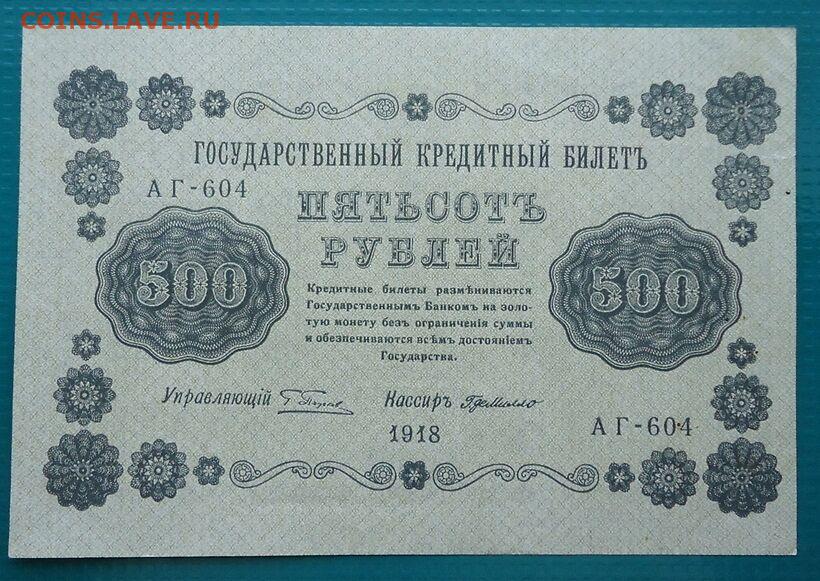 COINS.LAVE.RU
ГОСУДАРСТВЕННЫЙ КРЕДИТНЫЙ БИЛЕТЪ
АГ-604
ПЯТЬСОТЪ
РУБЛЕЙ
500
500
Кредитные билеты размѣниваются
Государственнымъ Банкомъ на золо-
тую монету безъ ограниченія суммы
и обезпечиваются всѣмъ достояніемъ
Государства.
Управляющій
Кассиръ
АГ-604
1918